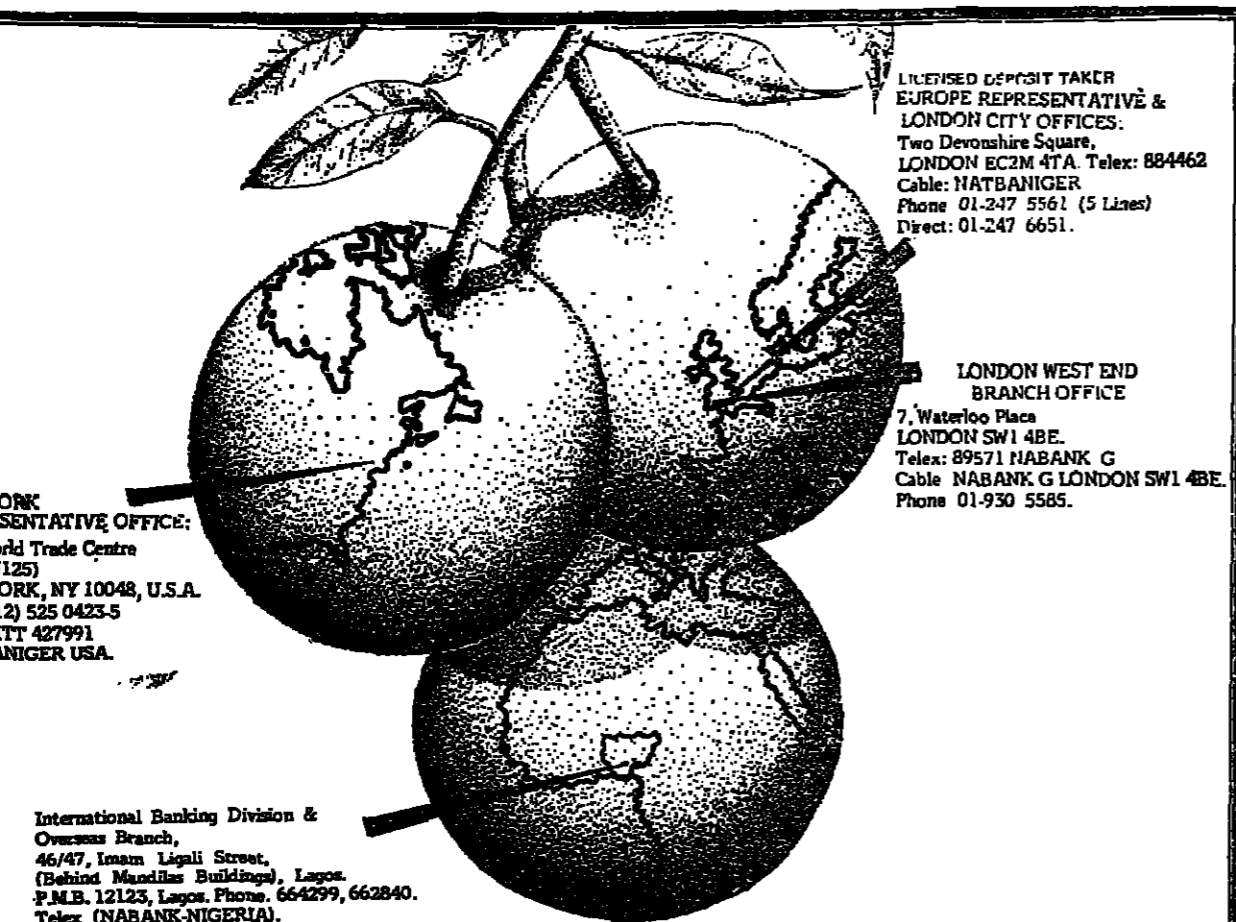 LICENSED DEPOSIT TAKER
EUROPE REPRESENTATIVE &
LONDON CITY OFFICES:
Two Devonshire Square,
LONDON EC2M 4TA. Telex: 884462
Cable: NATBANIGER
Phone 01-247 5561 (5 Lines)
Direct: 01-247 6651.
LONDON WEST END
BRANCH OFFICE
7, Waterloo Place
LONDON SW1 4BE.
Telex: 89571 NABANK G
Cable NABANK G LONDON SW1 4BE.
Phone 01-930 5585.
ORK
SENTATIVE OFFICE:
rld Trade Centre
125)
ORK, NY 10048, U.S.A.
12) 525 0423-5
TT 427991
ANIGER USA.
International Banking Division &
Overseas Branch,
46/47, Imam Ligali Street,
(Behind Mandilas Buildings), Lagos.
P.M.B. 12123, Lagos. Phone. 664299, 662840.
Telex (NABANK-NIGERIA).